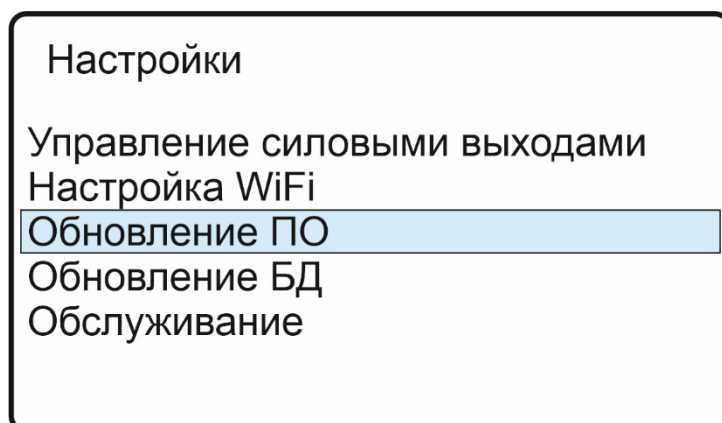 Настройки
Управление силовыми выходами
Настройка WiFi
Обновление ПО
Обновление БД
Обслуживание